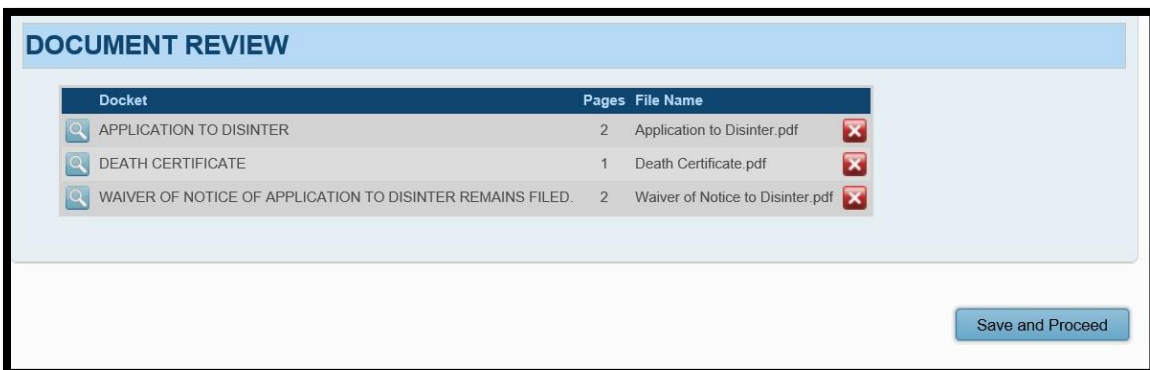 DOCUMENT REVIEW
Docket Pages File Name
APPLICATION TO DISINTER 2 Application to Disinter.pdf
DEATH CERTIFICATE 1 Death Certificate.pdf
WAIVER OF NOTICE OF APPLICATION TO DISINTER REMAINS FILED. 2 Waiver of Notice to Disinter.pdf
Save and Proceed